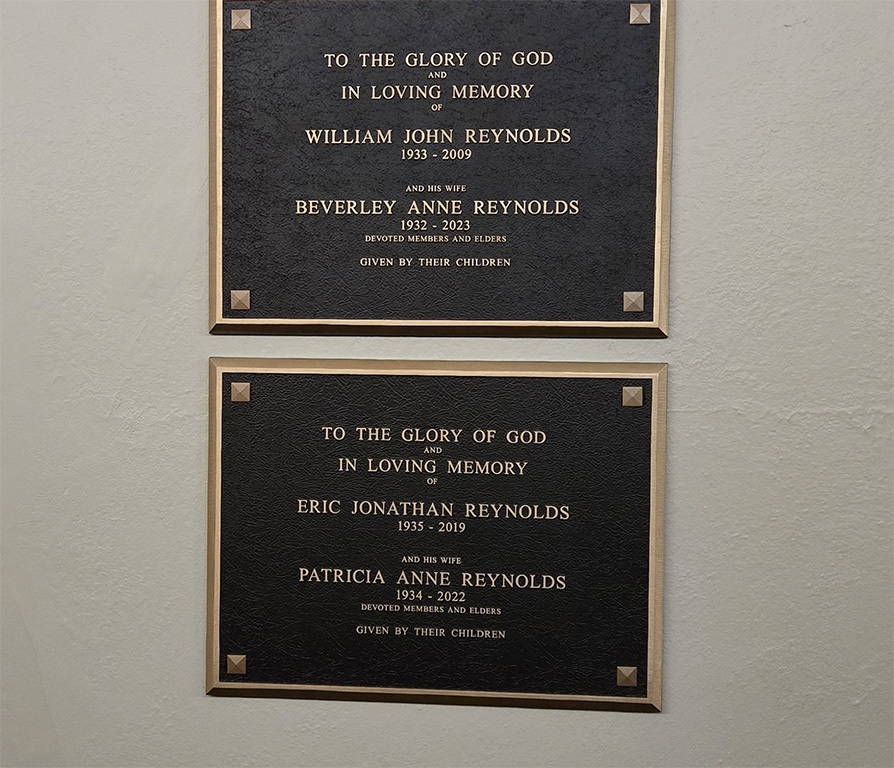 TO THE GLORY OF GOD
AND
IN LOVING MEMORY
OF
WILLIAM JOHN REYNOLDS
1933 - 2009
AND HIS WIFE
BEVERLEY ANNE REYNOLDS
1932 - 2023
DEVOTED MEMBERS AND ELDERS
GIVEN BY THEIR CHILDREN
TO THE GLORY OF GOD
AND
IN LOVING MEMORY
OF
ERIC JONATHAN REYNOLDS
1935 - 2019
AND HIS WIFE
PATRICIA ANNE REYNOLDS
1934 - 2022
DEVOTED MEMBERS AND ELDERS
GIVEN BY THEIR CHILDREN